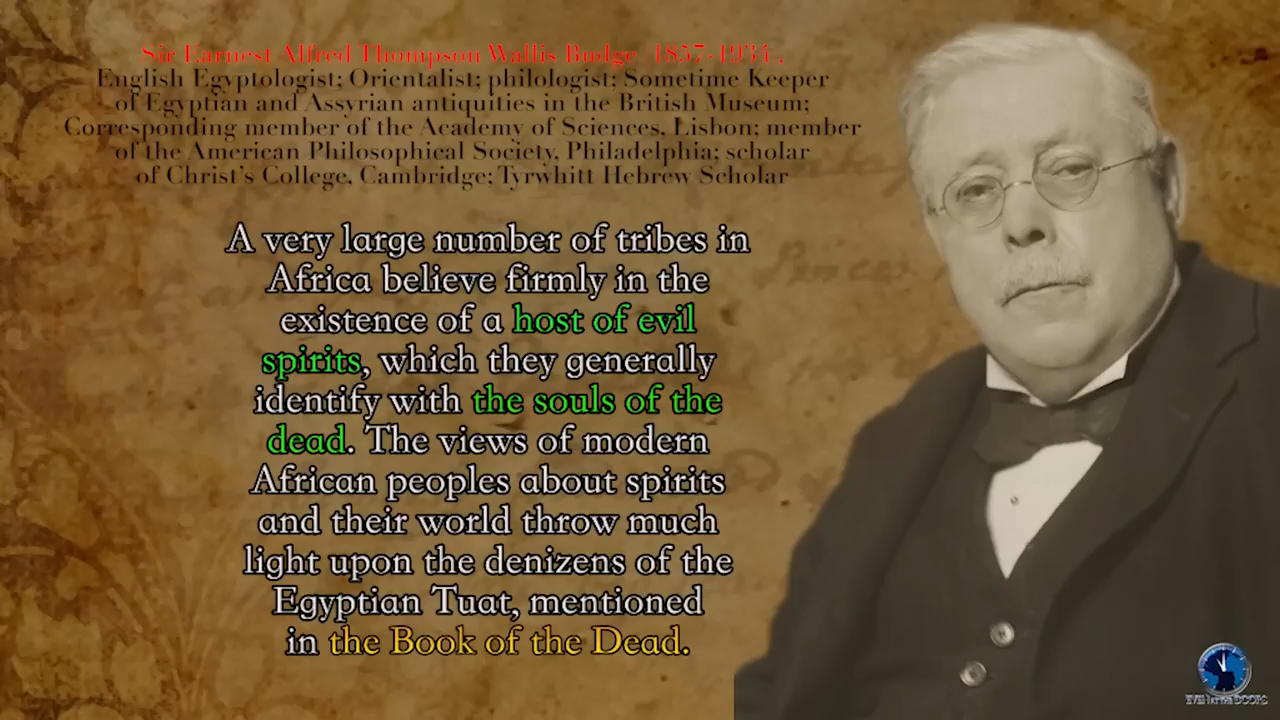 Sir Earnest Alfred Thompson Wallis Budge (1857-1934),
English Egyptologist; Orientalist; philologist; Sometime Keeper
of Egyptian and Assyrian antiquities in the British Museum;
Corresponding member of the Academy of Sciences, Lisbon; member
of the American Philosophical Society, Philadelphia; scholar
of Christ's College, Cambridge; Tyrwhitt Hebrew Scholar
A very large number of tribes in
Africa believe firmly in the
existence of a host of evil
spirits, which they generally
identify with the souls of the
dead. The views of modern
African peoples about spirits
and their world throw much
light upon the denizens of the
Egyptian Tuat, mentioned
in the Book of the Dead.
EVEN AT THE DOORS